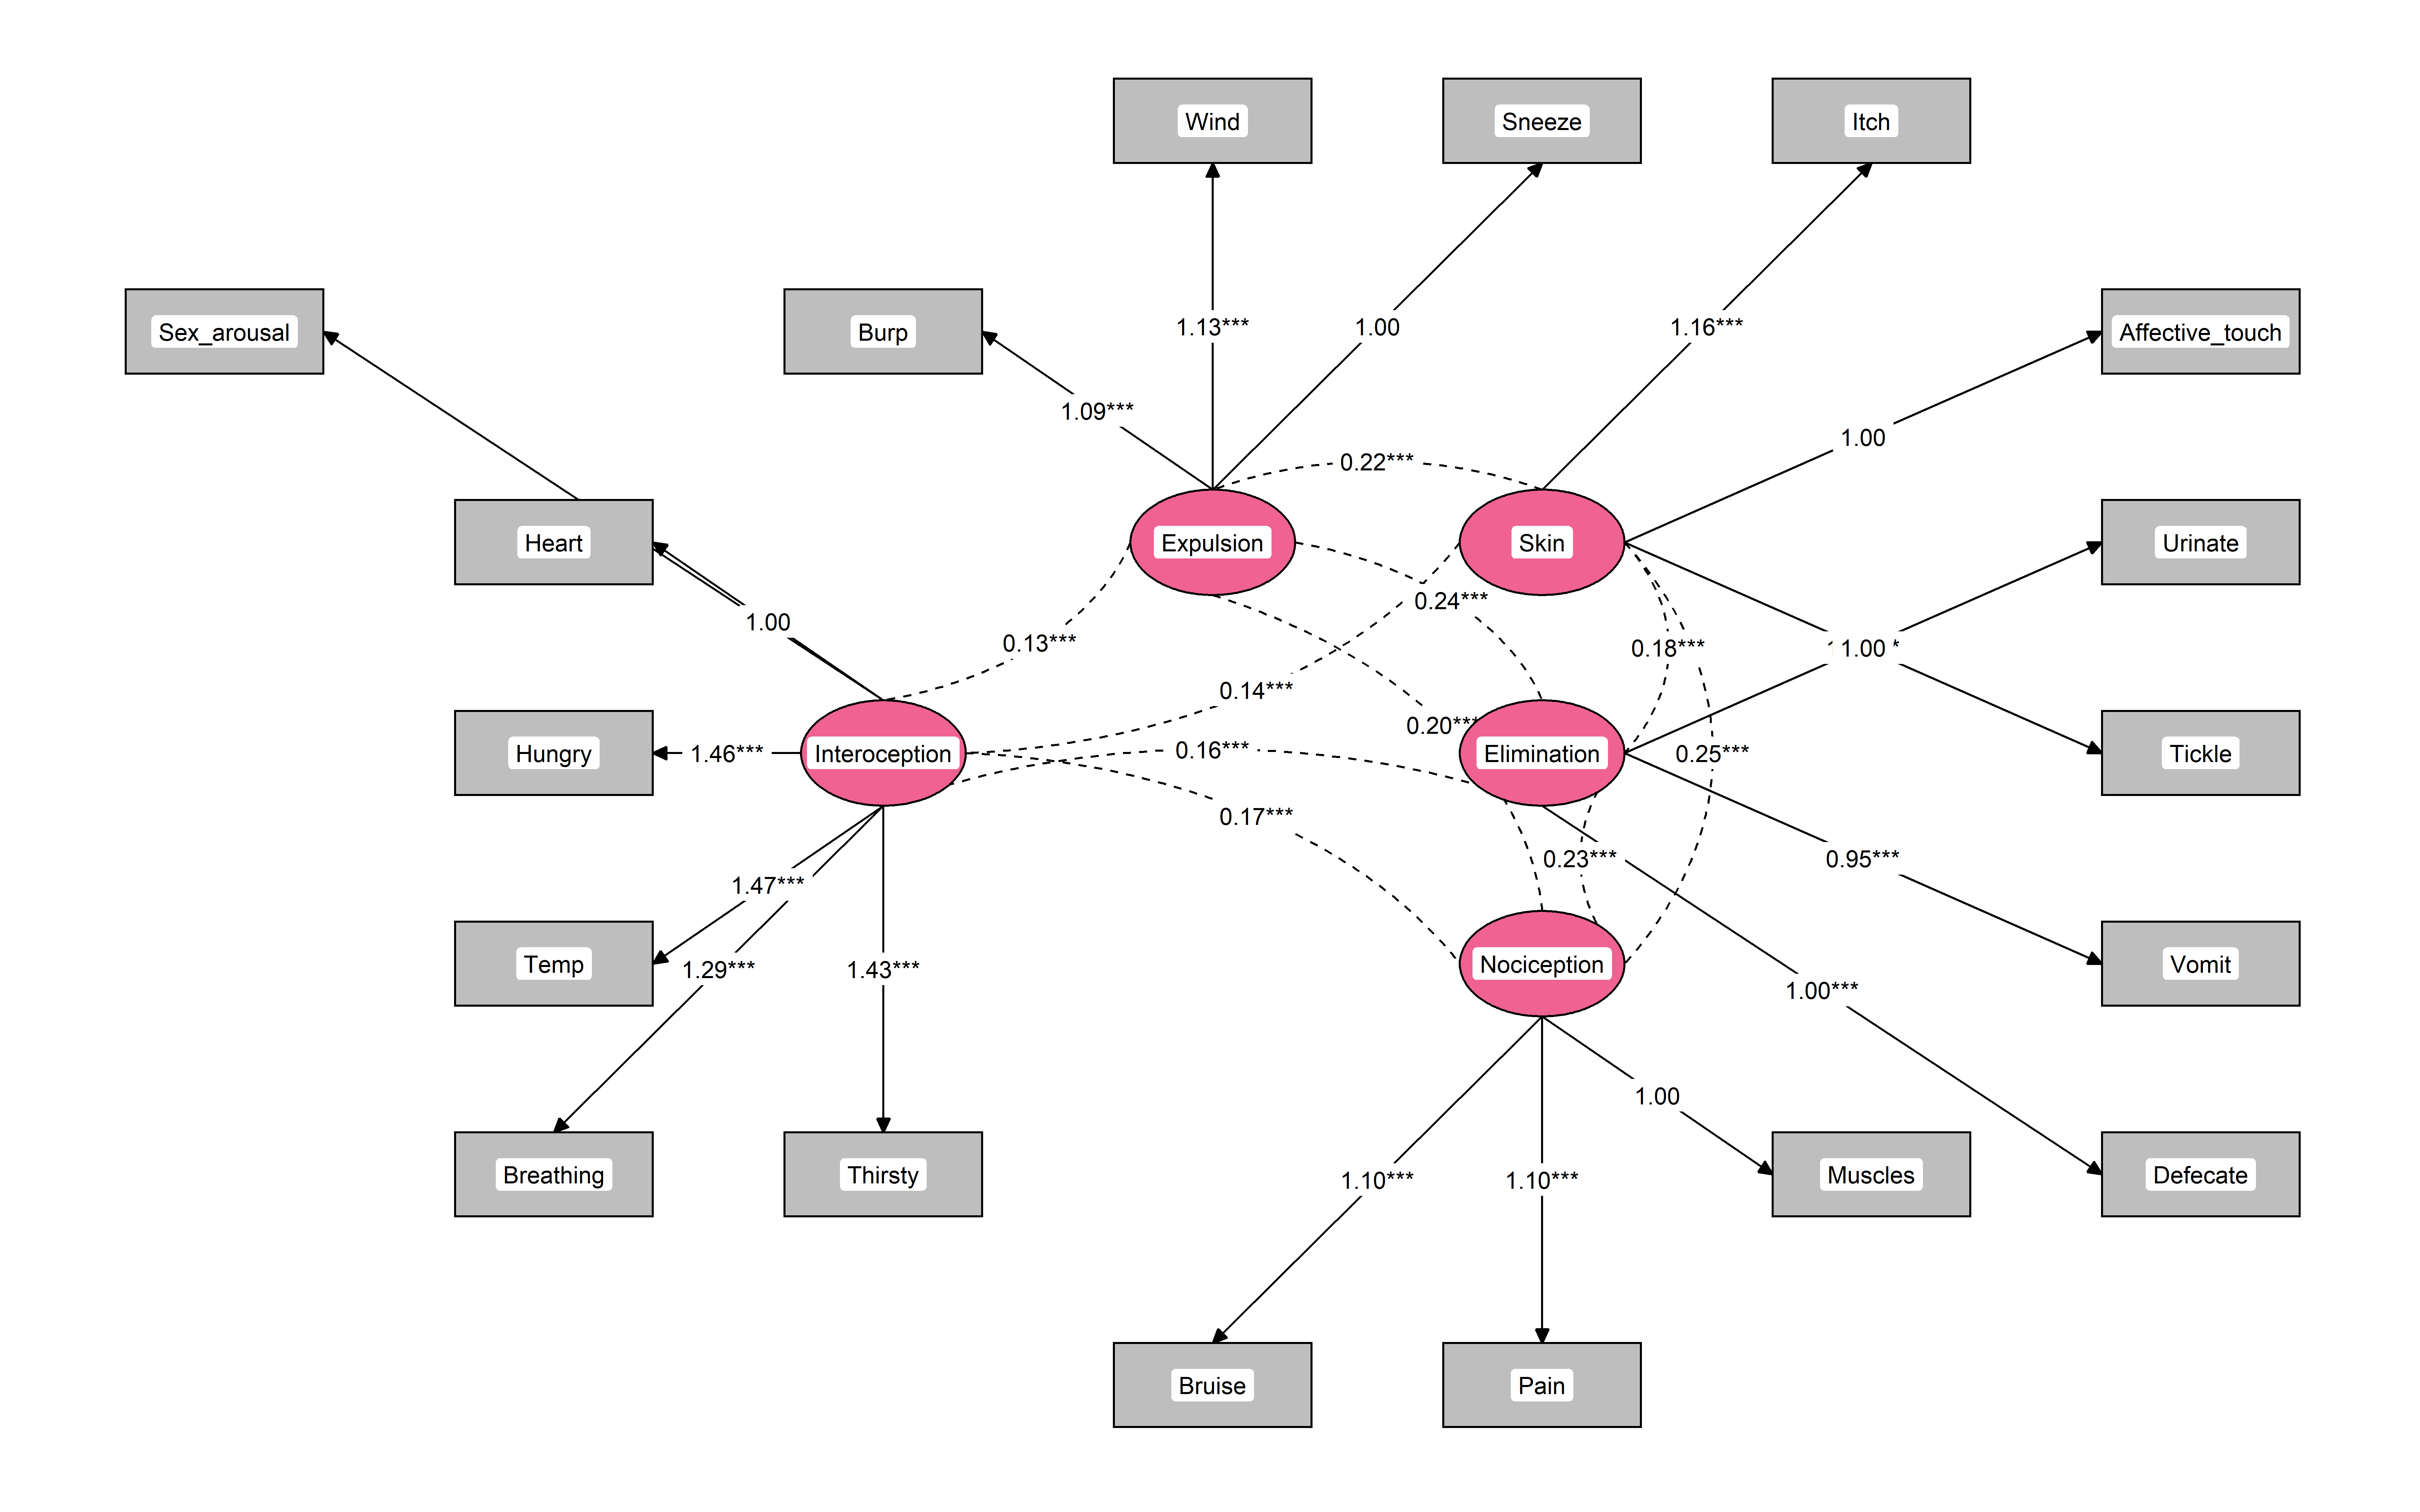 Wind
Sneeze
Itch
Sex_arousal
Burp
1.13***
1.00
1.16***
Affective_touch
1.09***
1.00
0.22***
Heart
Expulsion
Skin
Urinate
0.24***
1.00
0.13***
0.18***
1.00 *
0.14***
0.20***
Hungry
1.46***
Interoception
0.16***
Elimination
0.25***
Tickle
0.17***
0.23***
0.95***
1.47***
Temp
1.29***
1.43***
Nociception
Vomit
1.00***
1.00
Breathing
Thirsty
1.10***
1.10***
Muscles
Defecate
Bruise
Pain